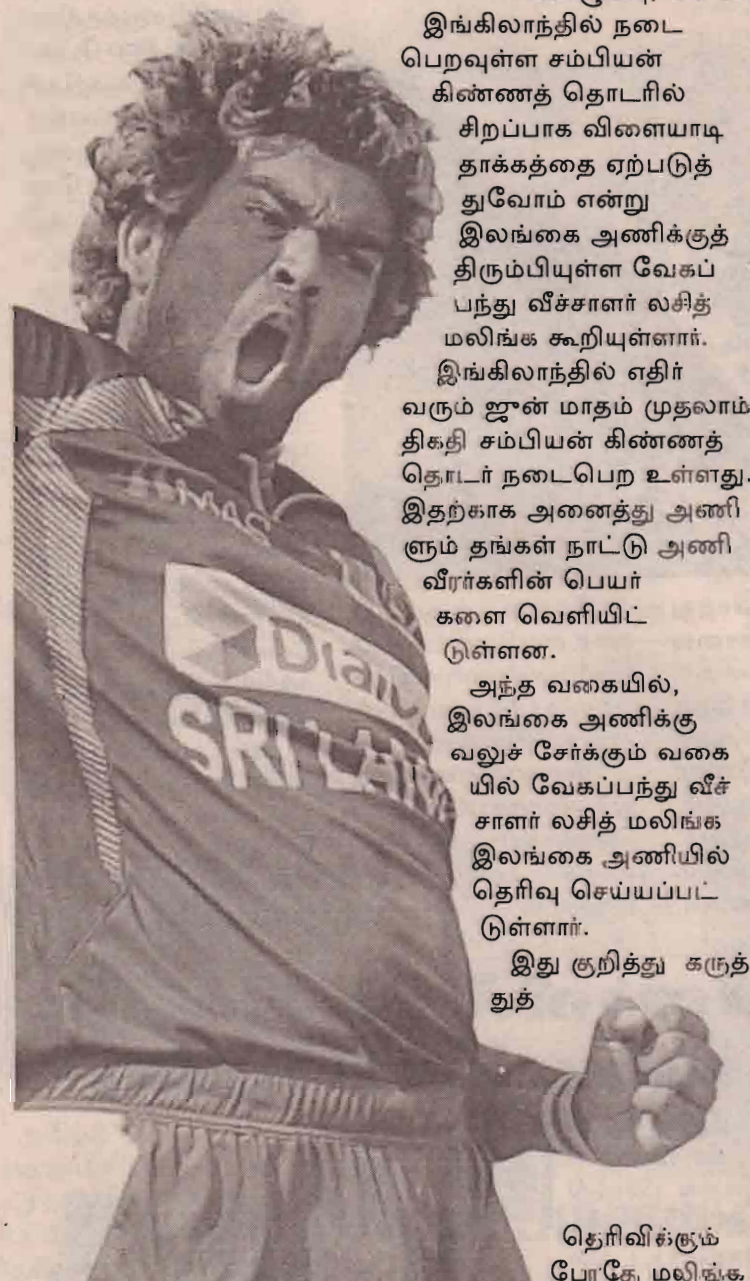 இங்கிலாந்தில் நடை
பெறவுள்ள சம்பியன்
கிண்ணத் தொடரில்
சிறப்பாக விளையாடி
தாக்கத்தை ஏற்படுத்
துவோம் என்று
இலங்கை அணிக்குத்
திரும்பியுள்ள வேகப்
பந்து வீச்சாளர் லசித்
மலிங்க கூறியுள்ளார்.
இங்கிலாந்தில் எதிர்
வரும் ஜுன் மாதம் முதலாம்
திகதி சம்பியன் கிண்ணத்
தொடர் நடைபெற உள்ளது.
இதற்காக அனைத்து அணி
ளும் தங்கள் நாட்டு அணி
வீரர்களின் பெயர்
களை வெளியிட்
டுள்ளன.
அந்த வகையில்,
இலங்கை அணிக்கு
வலுச் சேர்க்கும் வகை
யில் வேகப்பந்து வீச்
சாளர் லசித் மலிங்க
இலங்கை அணியில்
தெரிவு செய்யப்பட்
டுள்ளார்.
இது குறித்து கருத்
துத்
தெரிவிக்கும்
போதே மலிங்க
Dialo
SRI LAN